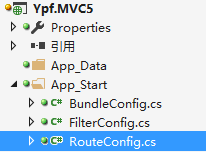 Ypf.MVC5
Properties
引用
App_Data
App_Start
C# BundleConfig.cs
C# FilterConfig.cs
C# RouteConfig.cs